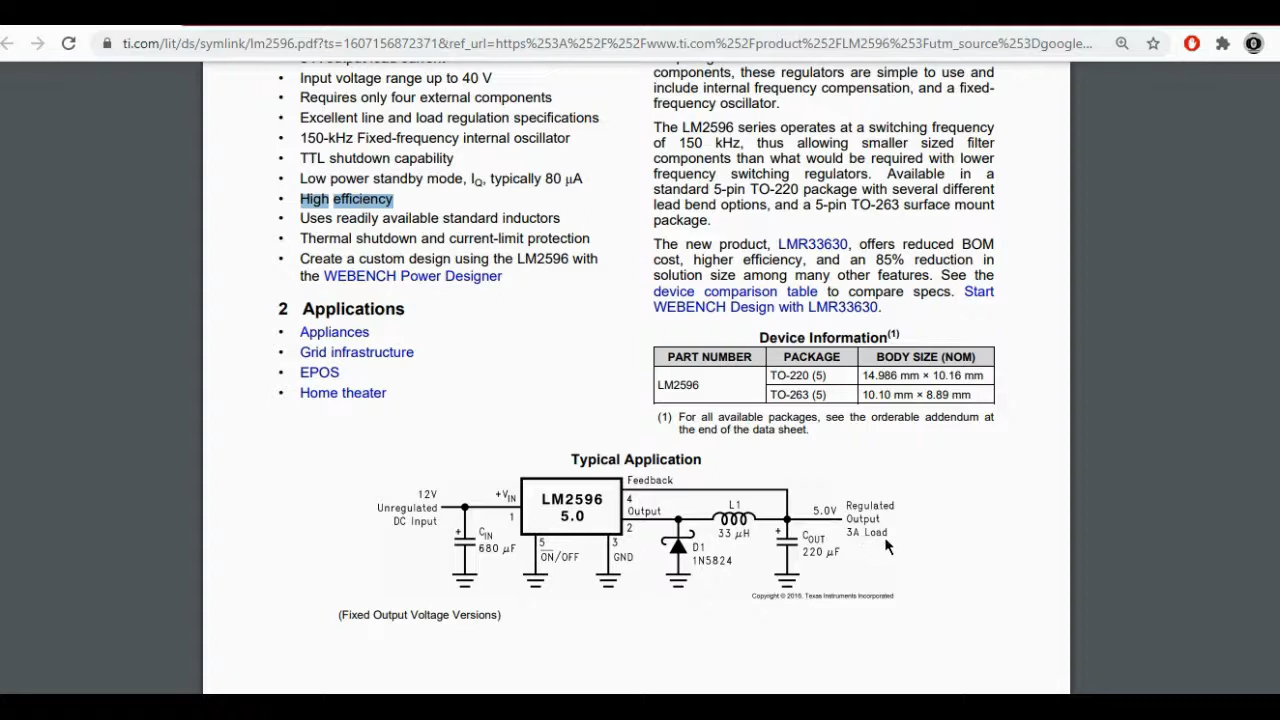 ti.com/lit/ds/symlink/lm2596.pdf?ts=1607156872371&ref_url=https%253A%252F%252Fwww.ti.com%252Fproduct%252FLM2596%253Futm_source%253Dgoogle...
• Input voltage range up to 40 V
• Requires only four external components
• Excellent line and load regulation specifications
• 150-kHz Fixed-frequency internal oscillator
• TTL shutdown capability
• Low power standby mode, IQ, typically 80 μA
• High efficiency
• Uses readily available standard inductors
• Thermal shutdown and current-limit protection
• Create a custom design using the LM2596 with
the WEBENCH Power Designer
2 Applications
• Appliances
• Grid infrastructure
• EPOS
• Home theater
components, these regulators are simple to use and
include internal frequency compensation, and a fixed-
frequency oscillator.
The LM2596 series operates at a switching frequency
of 150 kHz, thus allowing smaller sized filter
components than what would be required with lower
frequency switching regulators. Available in a
standard 5-pin TO-220 package with several different
lead bend options, and a 5-pin TO-263 surface mount
package.
The new product, LMR33630, offers reduced BOM
cost, higher efficiency, and an 85% reduction in
solution size among many other features. See the
device comparison table to compare specs. Start
WEBENCH Design with LMR33630.
Device Information(1)
PART NUMBER PACKAGE BODY SIZE (NOM)
LM2596
TO-220 (5) 14.986 mm × 10.16 mm
TO-263 (5) 10.10 mm × 8.89 mm
(1) For all available packages, see the orderable addendum at
the end of the data sheet.
Typical Application
12V
Unregulated
DC Input
+VIN
1
+
CIN
680 μF
LM2596
5.0
Feedback
4
Output
2
5
ON/OFF
3
GND
D1
1N5824
L1
33 μH
+
COUT
220 μF
5.0V
Regulated
Output
3A Load
Copyright © 2016, Texas Instruments Incorporated
(Fixed Output Voltage Versions)